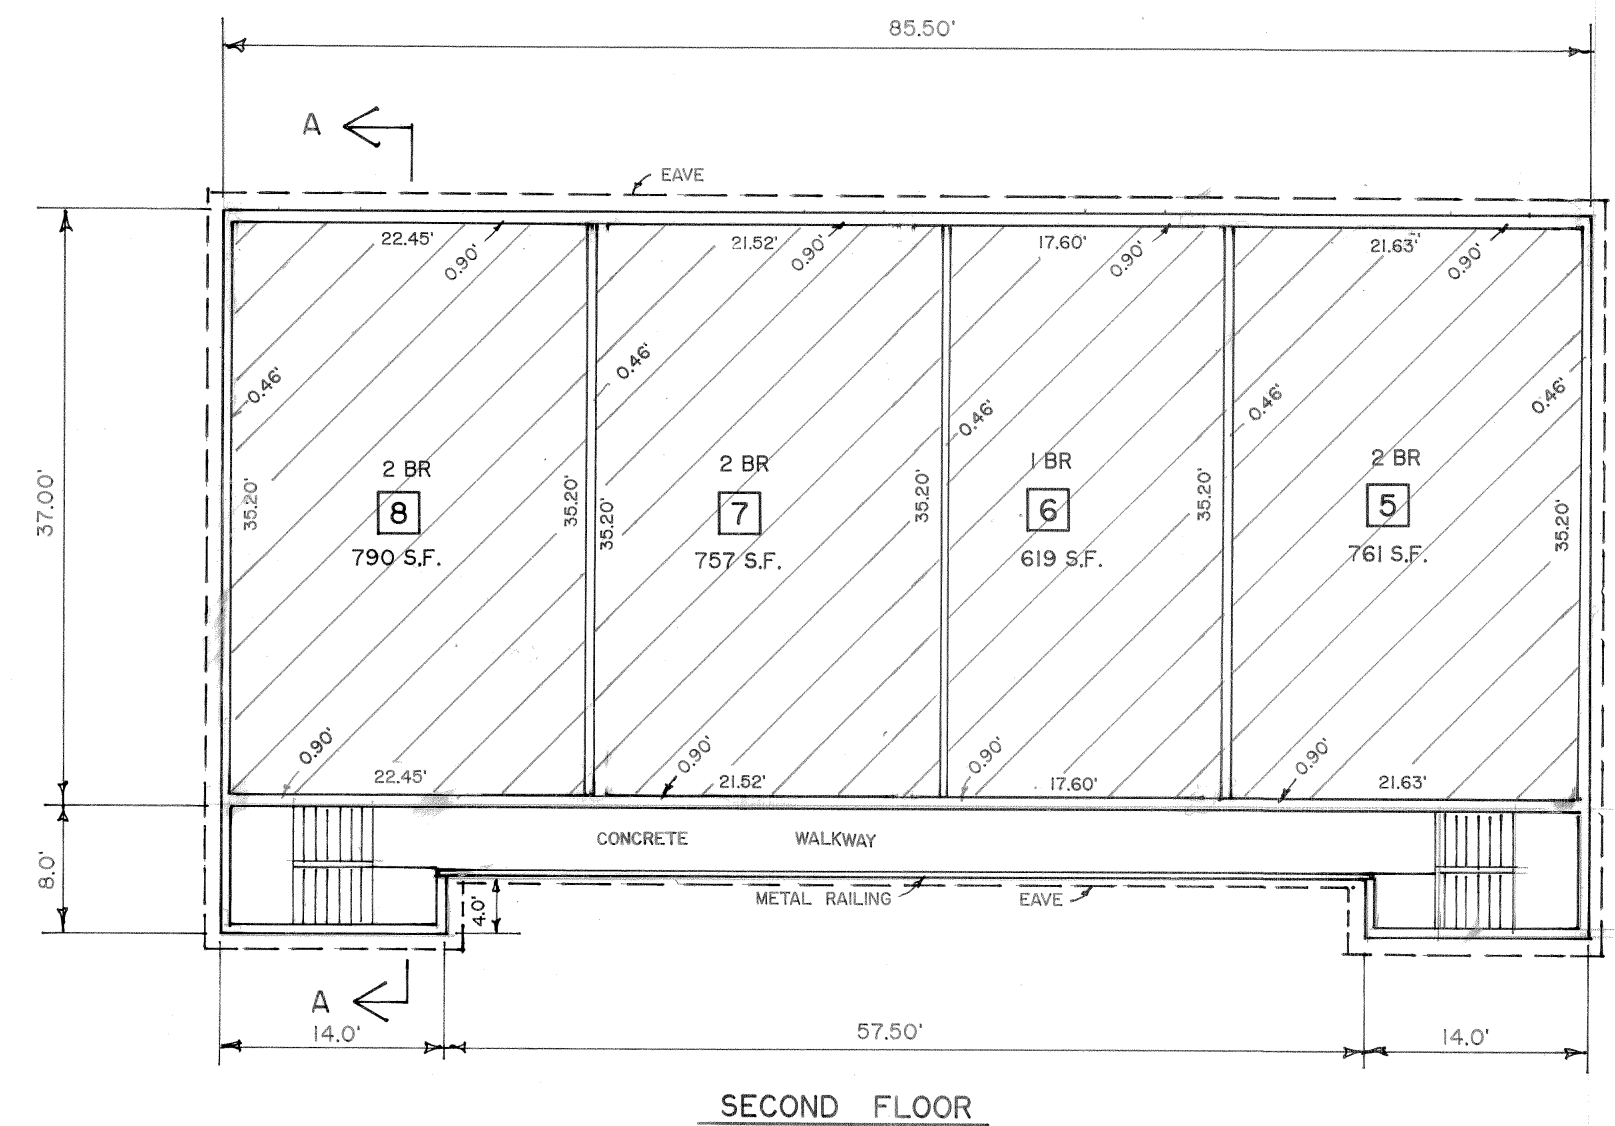 85.50'
A
EAVE
22.45'
0.90'
21.52'
0.90'
17.60'
0.90'
21.63'
0.90'
0.46'
0.46'
0.46'
0.46'
0.46'
37.00'
35.20'
2 BR
8
790 S.F.
35.20'
35.20'
2 BR
7
757 S.F.
35.20'
1 BR
6
619 S.F.
35.20'
2 BR
5
761 S.F.
35.20'
0.90'
22.45'
0.90'
21.52'
0.90'
17.60'
0.90'
21.63'
8.0'
CONCRETE WALKWAY
4.0'
METAL RAILING
EAVE
A
14.0'
57.50'
14.0'
SECOND FLOOR